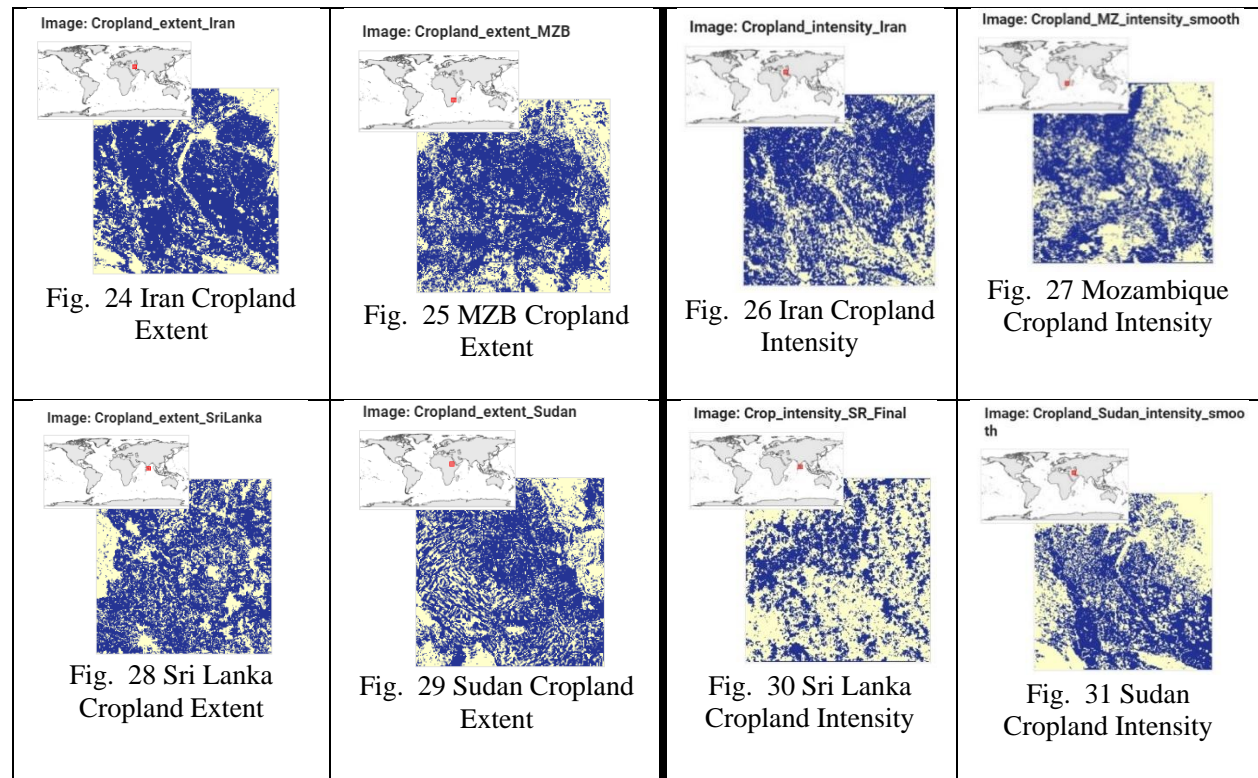 Image: Cropland_extent_Iran
Fig. 24 Iran Cropland
Extent
Image: Cropland_extent_MZB
Fig. 25 MZB Cropland
Extent
Image: Cropland_intensity_Iran
Fig. 26 Iran Cropland
Intensity
Image: Cropland_MZ_intensity_smooth
Fig. 27 Mozambique
Cropland Intensity
Image: Cropland_extent_SriLanka
Fig. 28 Sri Lanka
Cropland Extent
Image: Cropland_extent_Sudan
Fig. 29 Sudan Cropland
Extent
Image: Crop_intensity_SR_Final
Fig. 30 Sri Lanka
Cropland Intensity
Image: Cropland_Sudan_intensity_smoo
th
Fig. 31 Sudan
Cropland Intensity